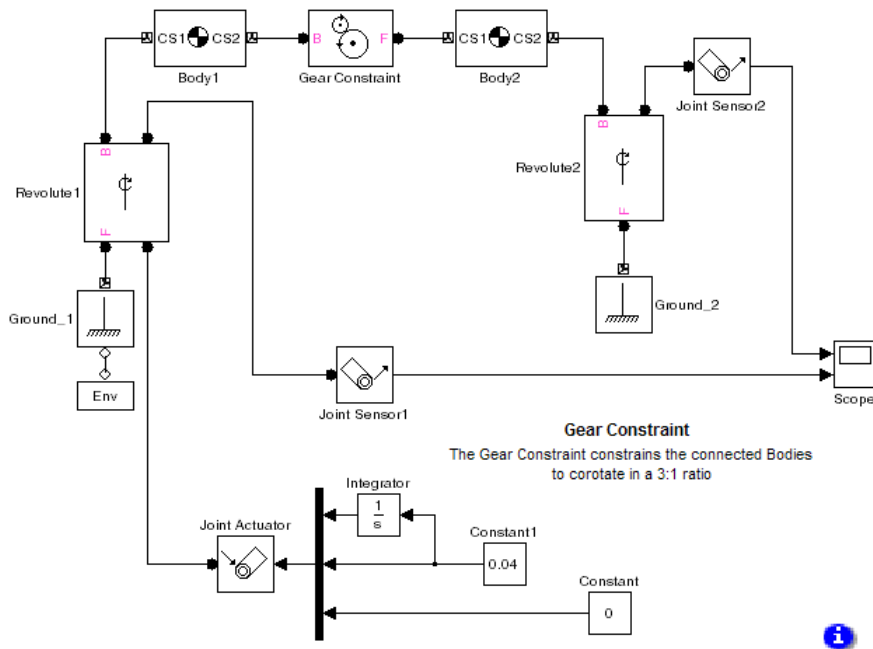 CS1 CS2
Body1
B F
Gear Constraint
CS1 CS2
Body2
Joint Sensor2
B
Revolute1
F
B
Revolute2
F
Ground_1
Ground_2
Env
Joint Sensor1
Scope
Gear Constraint
The Gear Constraint constrains the connected Bodies
to corotate in a 3:1 ratio
Integrator
1
s
Joint Actuator
Constant1
0.04
Constant
0
i